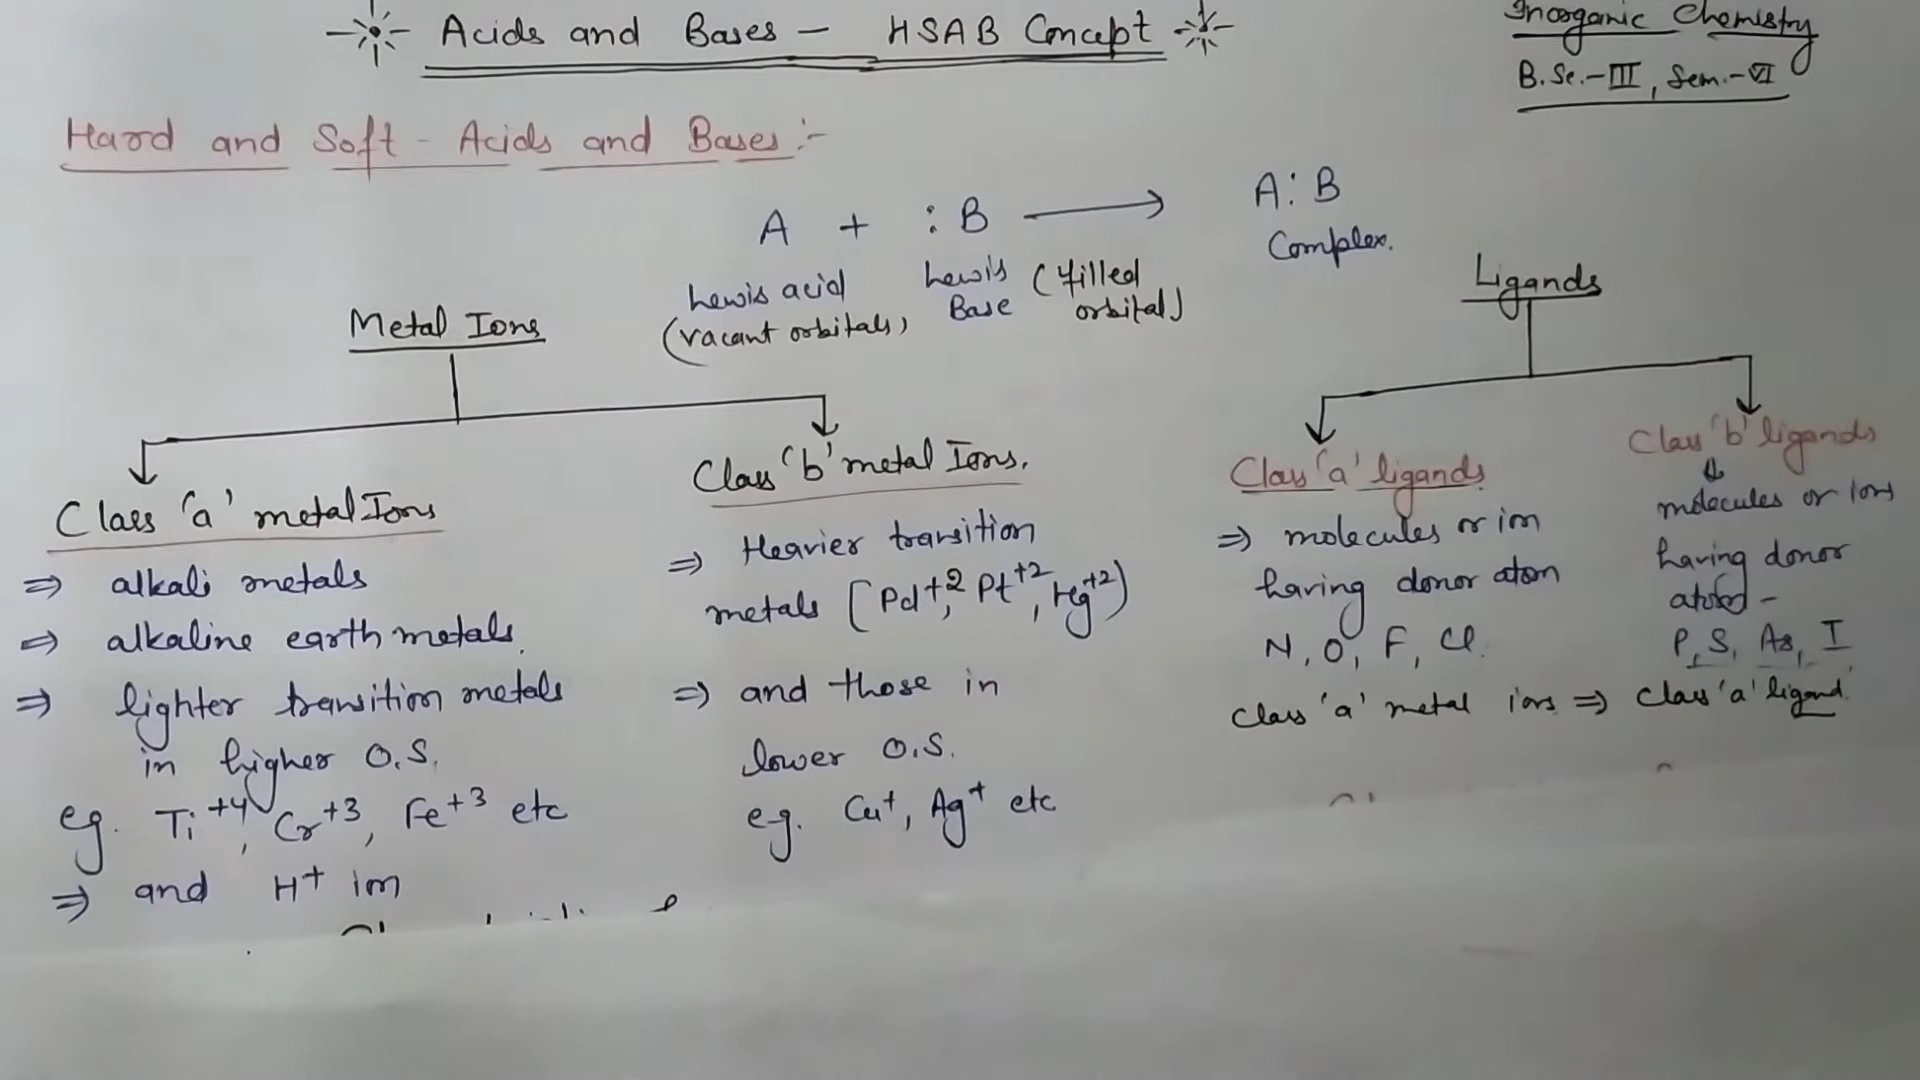 Acids and Bases - HSAB Concept
Inorganic Chemistry
B.Sc.-III, Sem.-VI
Hard and Soft - Acids and Bases :-
A + :B ⟶ A:B
Lewis acid
(vacant orbitals)
Lewis Base
(filled orbital)
Complex.
Metal Ions
Class 'a' metal Ions
⇒ alkali metals
⇒ alkaline earth metals.
⇒ lighter transition metals
in higher O.S.
eg. Ti+4, Cr+3, Fe+3 etc
⇒ and H+ ion
Class 'b' metal Ions.
⇒ Heavier transition
metals (Pd+2, Pt+2, Hg+2)
⇒ and those in
lower O.S.
e.g. Cu+, Ag+ etc
Ligands
Class 'a' ligands
⇒ molecules or ion
having donor atom
N, O, F, Cl.
Class 'b' ligands
⇓
molecules or ions
having donor
P, S, As, I
Class 'a' metal ions ⇒ Class 'a' ligand.